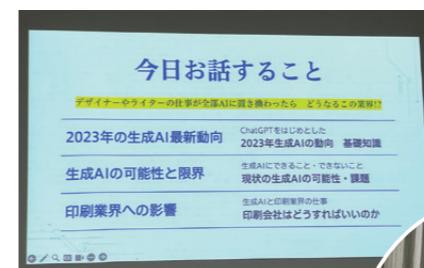 今日お話すること
デザイナーやライターの仕事が全部AIに置き換わったら どうなるこの業界!?
2023年の生成AI最新動向
ChatGPTをはじめとした
2023年生成AIの動向 基礎知識
生成AIの可能性と限界
生成AIにできること・できないこと
現状の生成AIの可能性・課題
印刷業界への影響
生成AIと印刷業界の仕事
印刷会社はどうすればいいのか